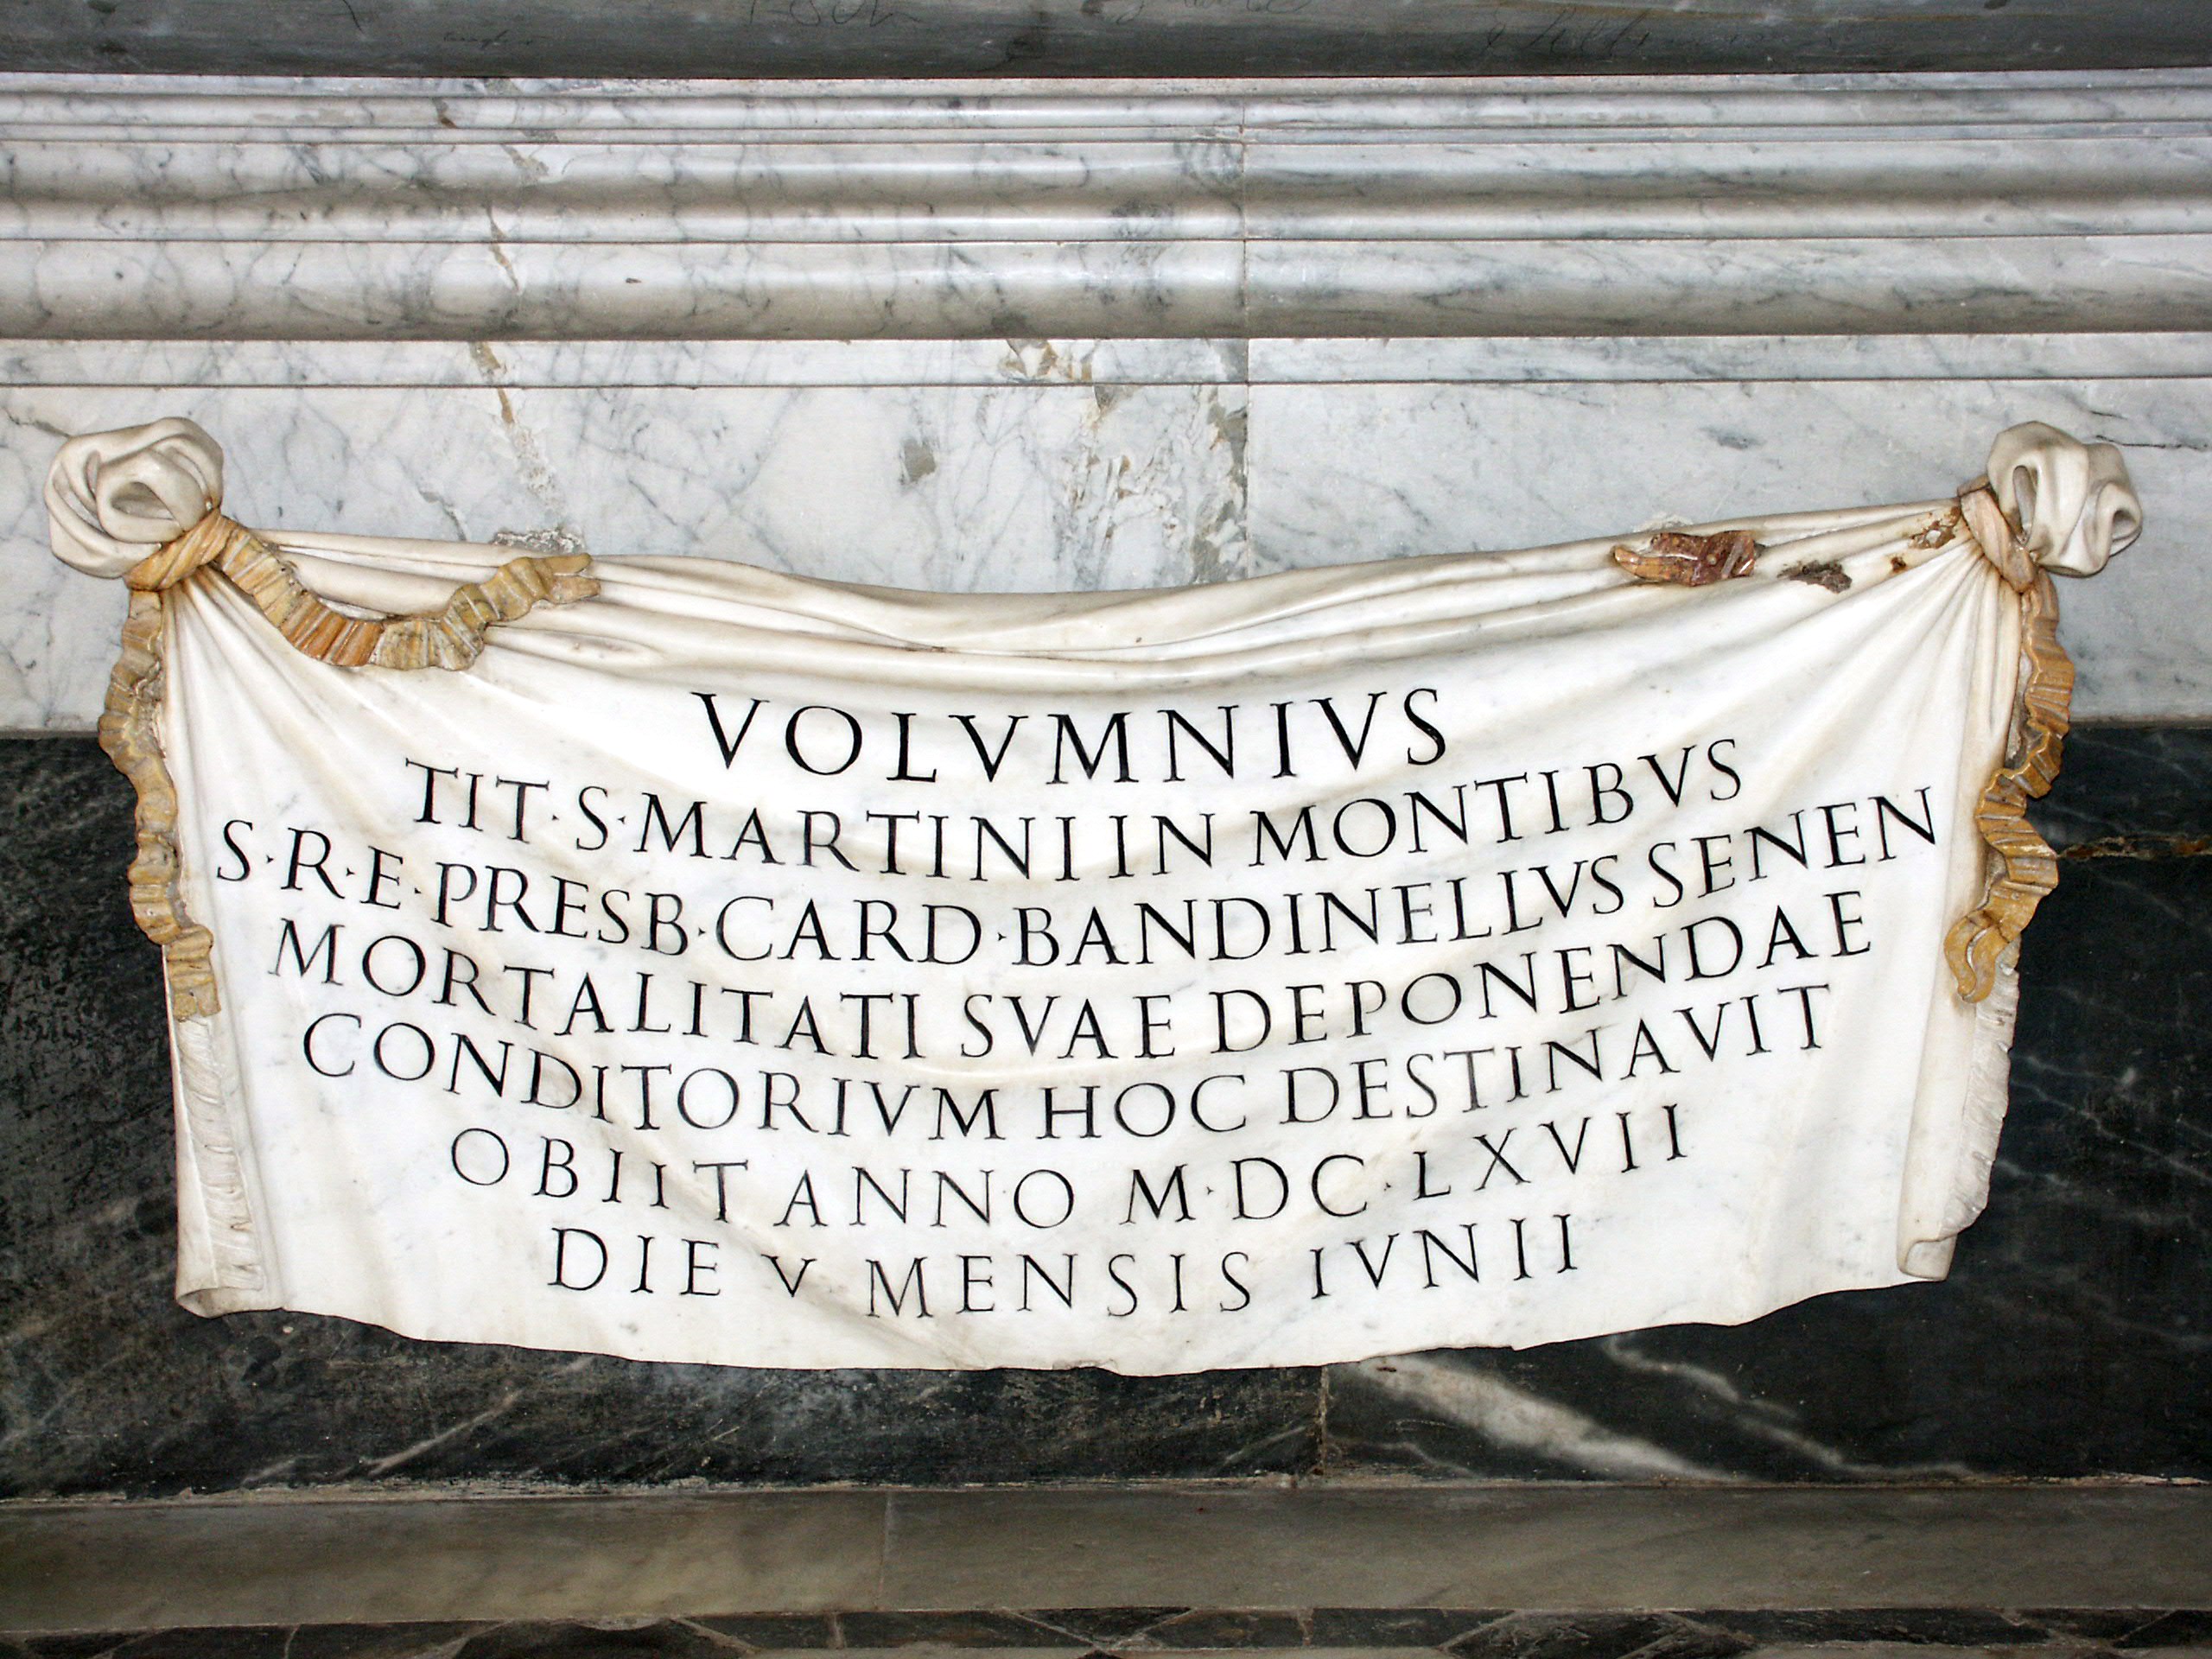 VOLVMNIVS
TIT·S·MARTINI IN MONTIBVS
S·R·E·PRESB·CARD·BANDINELLVS SENEN
MORTALITATI SVAE DEPONENDAE
CONDITORIVM HOC DESTINAVIT
OBIIT ANNO M·DC·LXVII
DIE V MENSIS IVNII